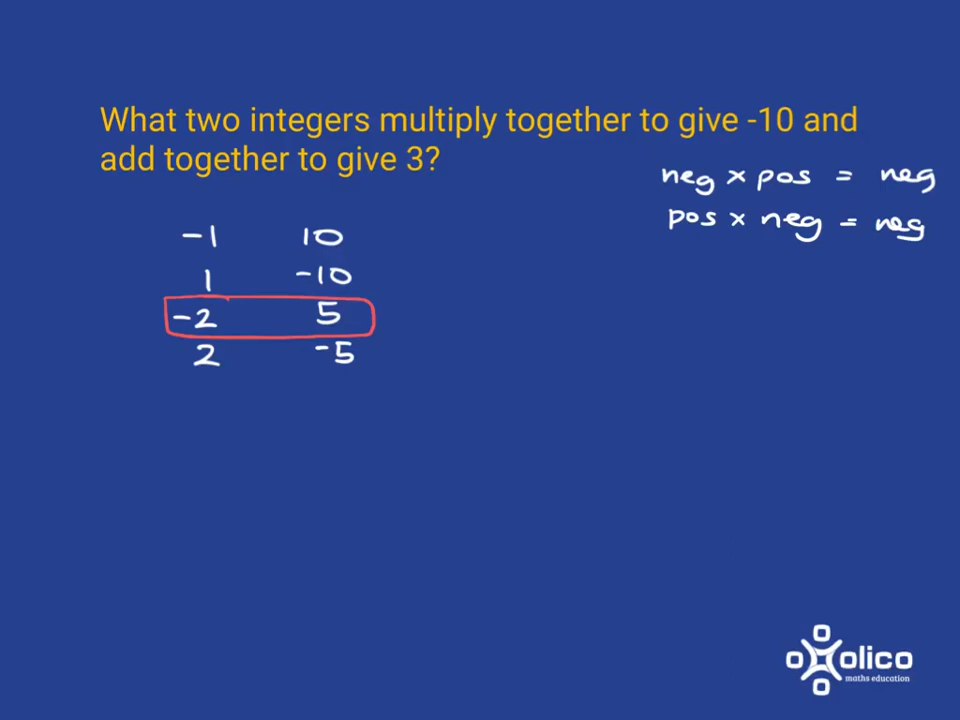 What two integers multiply together to give -10 and
add together to give 3?
neg × pos = neg
pos × neg = neg
-1 10
1 -10
-2 5
2 -5
olico
maths education